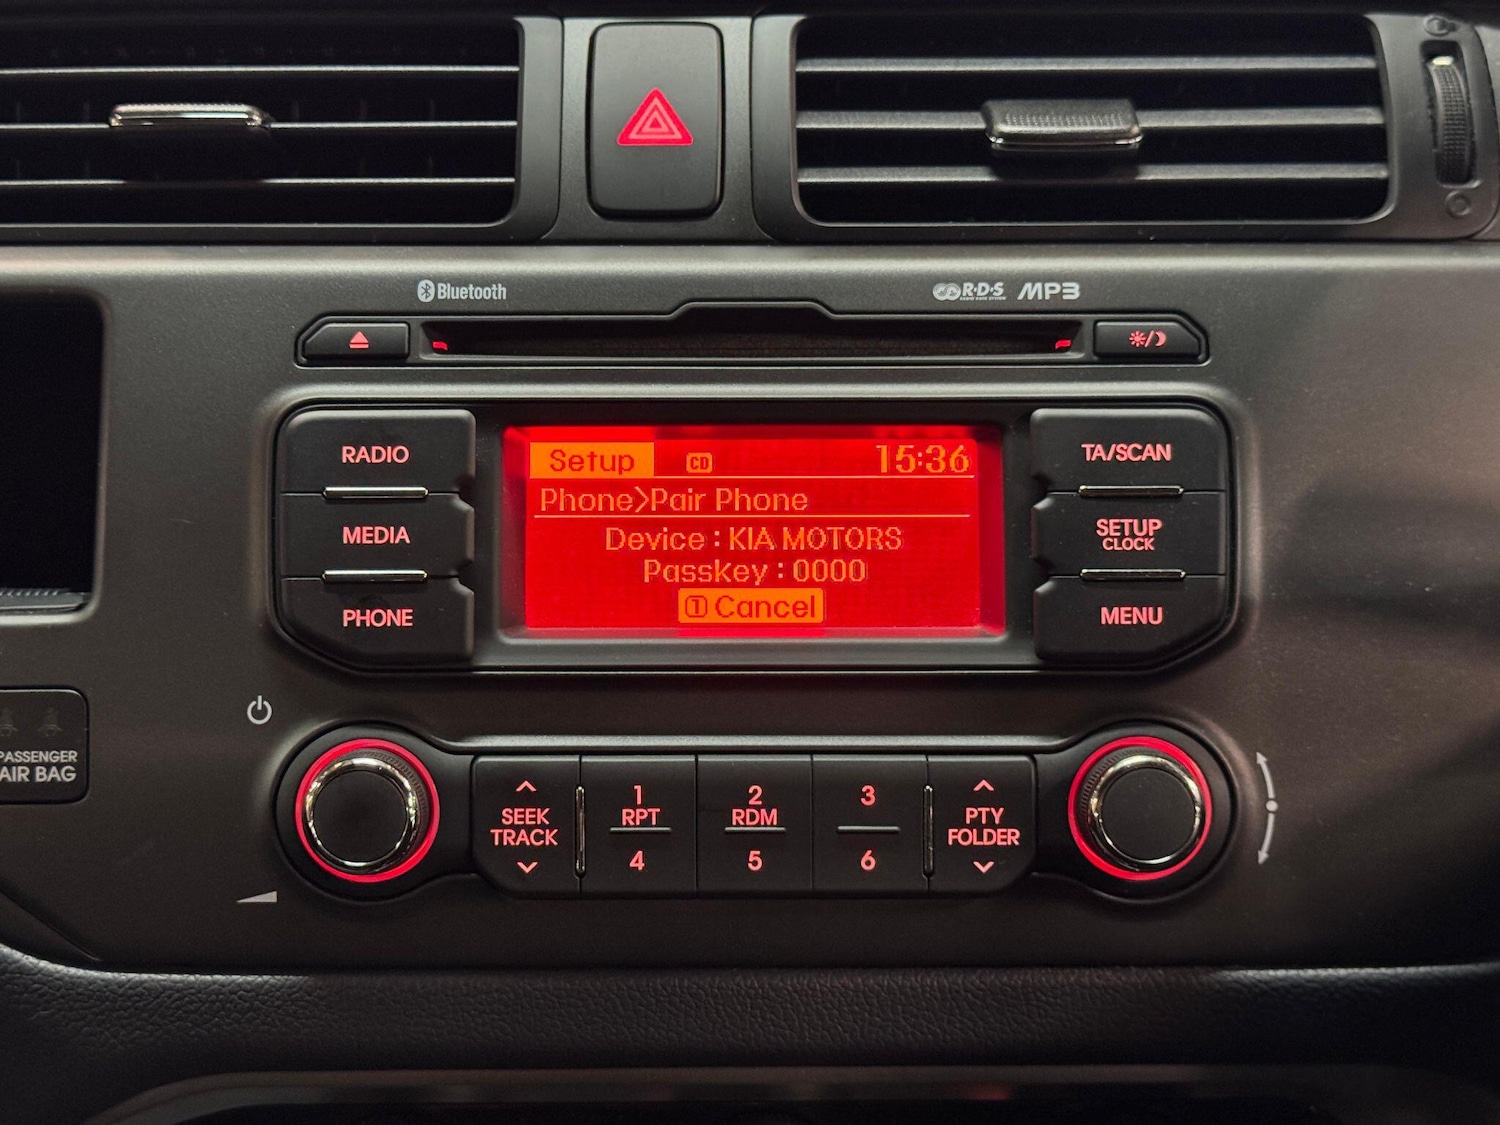 Bluetooth
R·D·S
MP3
RADIO
MEDIA
PHONE
Setup CD 15:36
Phone>Pair Phone
Device : KIA MOTORS
Passkey : 0000
1 Cancel
TA/SCAN
SETUP
CLOCK
MENU
PASSENGER
AIR BAG
SEEK
TRACK
1
RPT
4
2
RDM
5
3
6
PTY
FOLDER